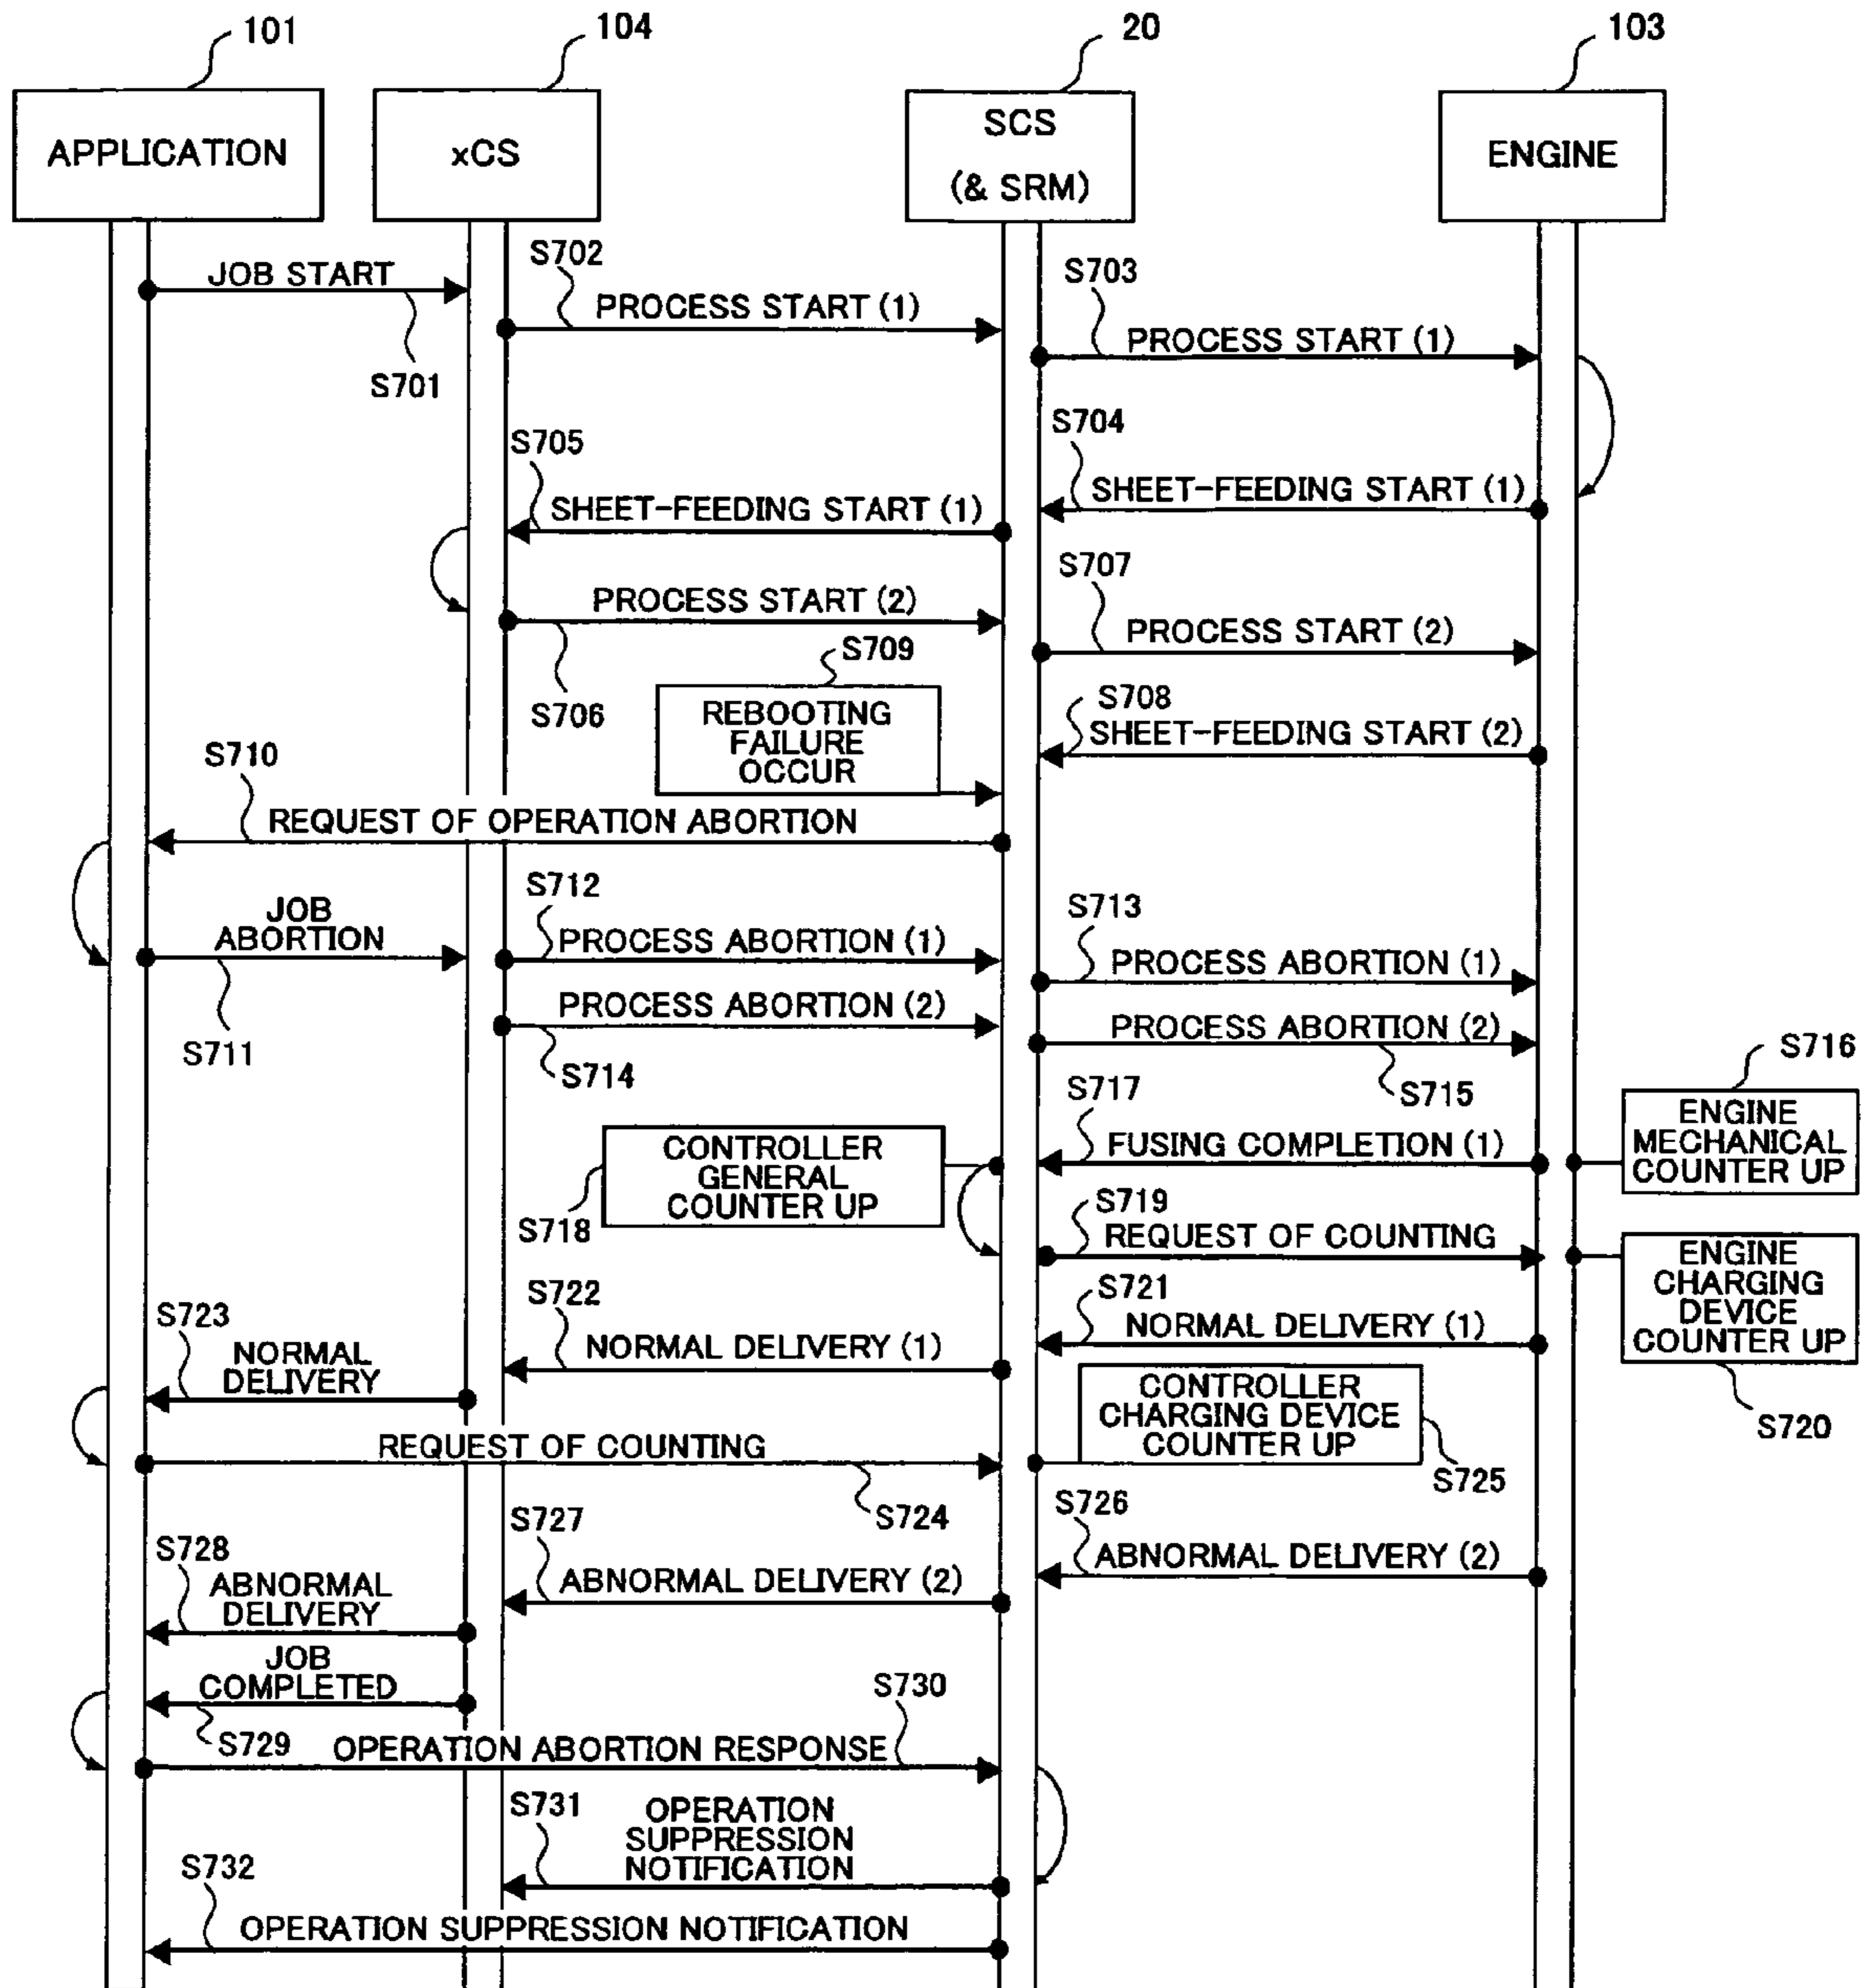 101
104
20
103
APPLICATION
xCS
SCS
(& SRM)
ENGINE
JOB START
S701
S702
PROCESS START (1)
S703
PROCESS START (1)
S704
SHEET-FEEDING START (1)
S705
SHEET-FEEDING START (1)
PROCESS START (2)
S706
S707
PROCESS START (2)
S708
SHEET-FEEDING START (2)
S709
REBOOTING
FAILURE
OCCUR
S710
REQUEST OF OPERATION ABORTION
JOB
ABORTION
S711
S712
PROCESS ABORTION (1)
S713
PROCESS ABORTION (1)
PROCESS ABORTION (2)
S714
PROCESS ABORTION (2)
S715
S716
ENGINE
MECHANICAL
COUNTER UP
S717
FUSING COMPLETION (1)
CONTROLLER
GENERAL
COUNTER UP
S718
S719
REQUEST OF COUNTING
ENGINE
CHARGING
DEVICE
COUNTER UP
S720
S721
NORMAL DELIVERY (1)
S722
NORMAL DELIVERY (1)
S723
NORMAL
DELIVERY
REQUEST OF COUNTING
S724
CONTROLLER
CHARGING DEVICE
COUNTER UP
S725
S726
ABNORMAL DELIVERY (2)
S727
ABNORMAL DELIVERY (2)
S728
ABNORMAL
DELIVERY
JOB
COMPLETED
S729
S730
OPERATION ABORTION RESPONSE
S731
OPERATION
SUPPRESSION
NOTIFICATION
S732
OPERATION SUPPRESSION NOTIFICATION